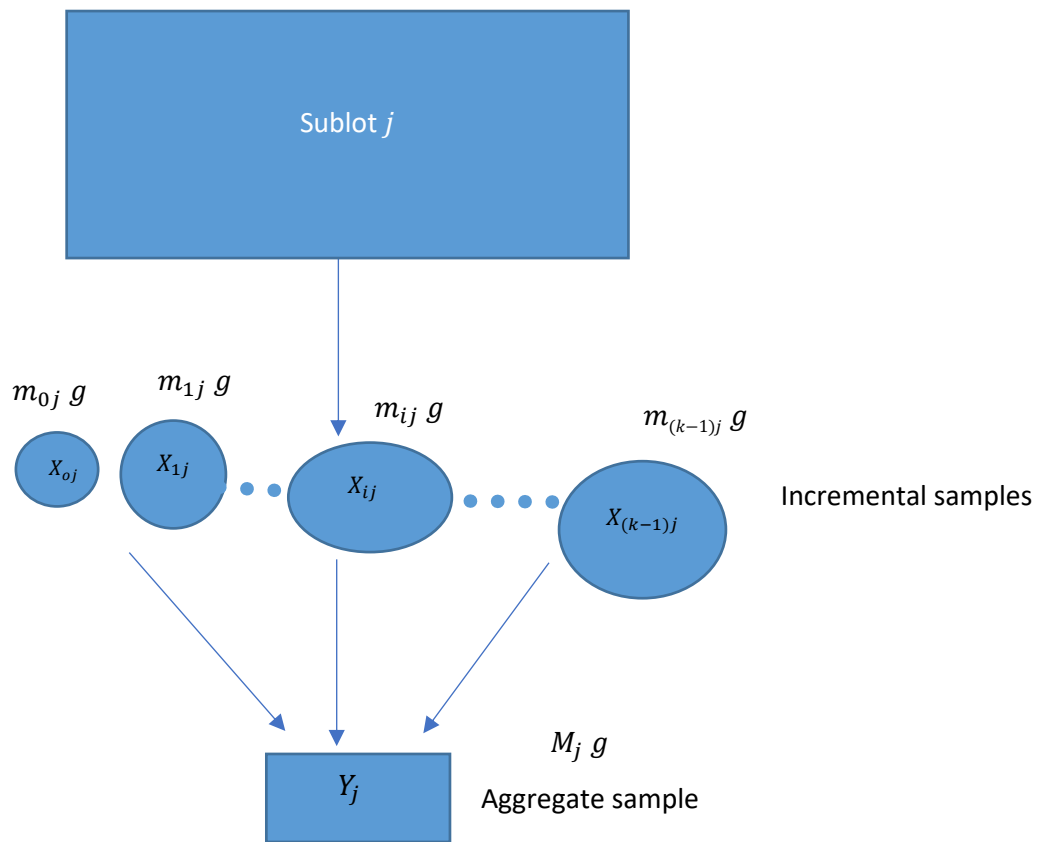 Sublot j
m₀ⱼ g
m₁ⱼ g
mᵢⱼ g
m₍ₖ₋₁₎ⱼ g
Xₒⱼ
X₁ⱼ
Xᵢⱼ
X₍ₖ₋₁₎ⱼ
Incremental samples
Mⱼ g
Yⱼ
Aggregate sample